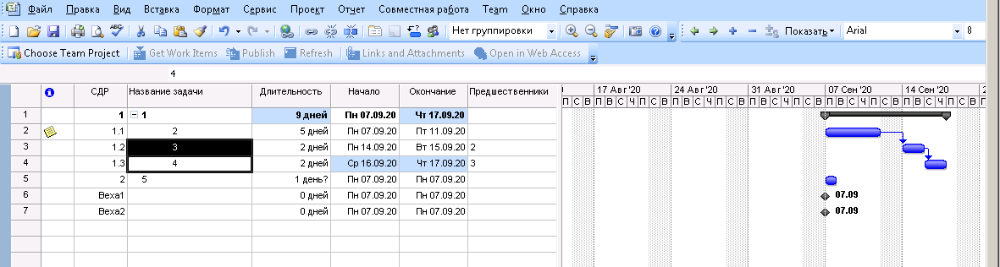 Файл Правка Вид Вставка Формат Сервис Проект Отчет Совместная работа Team Окно Справка
ABC Нет группировки Показать Arial 8
Choose Team Project Get Work Items Publish Refresh Links and Attachments Open in Web Access
4
СДР Название задачи Длительность Начало Окончание Предшественники 17 Авг '20 24 Авг '20 31 Авг '20 07 Сен '20 14 Сен '20 2
П С В В С Ч П С В В С Ч П С В В С Ч П С В В С Ч П С В
1 1 1 9 дней Пн 07.09.20 Чт 17.09.20
2 1.1 2 5 дней Пн 07.09.20 Пт 11.09.20
3 1.2 3 2 дней Пн 14.09.20 Вт 15.09.20 2
4 1.3 4 2 дней Ср 16.09.20 Чт 17.09.20 3
5 2 5 1 день? Пн 07.09.20 Пн 07.09.20
6 Веха1 0 дней Пн 07.09.20 Пн 07.09.20 07.09
7 Веха2 0 дней Пн 07.09.20 Пн 07.09.20 07.09